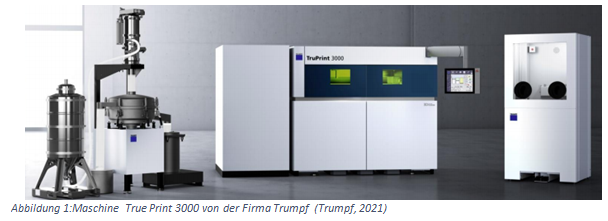 TruPrint 3000
Abbildung 1:Maschine True Print 3000 von der Firma Trumpf (Trumpf, 2021)